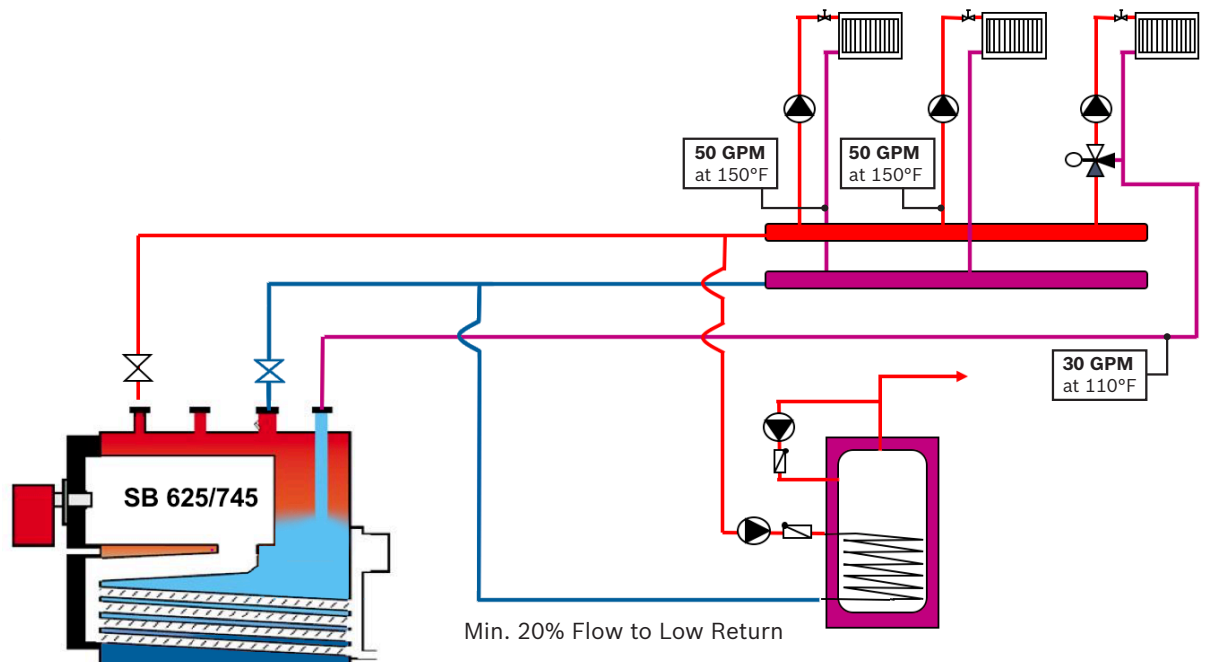 50 GPM
at 150°F
50 GPM
at 150°F
30 GPM
at 110°F
SB 625/745
Min. 20% Flow to Low Return